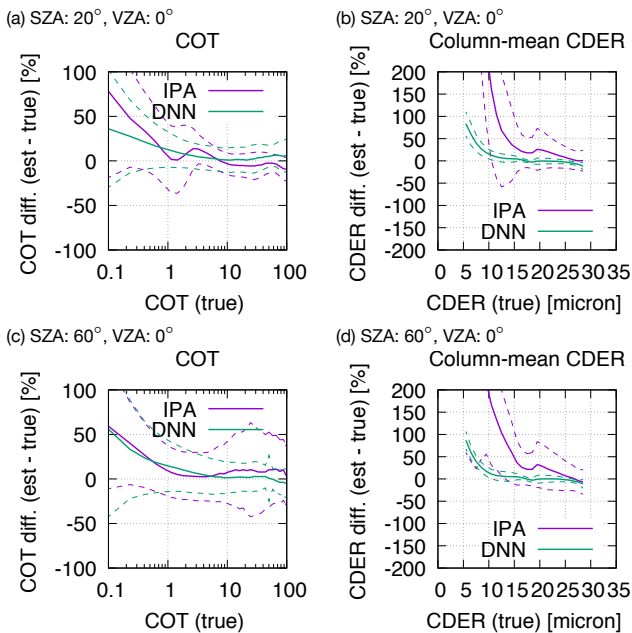 (a) SZA: 20°, VZA: 0°
COT
COT diff. (est - true) [%]
100
50
0
-50
-100
IPA
DNN
0.1
1
10
100
COT (true)
(b) SZA: 20°, VZA: 0°
Column-mean CDER
CDER diff. (est - true) [%]
200
150
100
50
0
-50
-100
-150
-200
IPA
DNN
0
5
10
15
20
25
30
35
CDER (true) [micron]
(c) SZA: 60°, VZA: 0°
COT
COT diff. (est - true) [%]
100
50
0
-50
-100
IPA
DNN
0.1
1
10
100
COT (true)
(d) SZA: 60°, VZA: 0°
Column-mean CDER
CDER diff. (est - true) [%]
200
150
100
50
0
-50
-100
-150
-200
IPA
DNN
0
5
10
15
20
25
30
35
CDER (true) [micron]